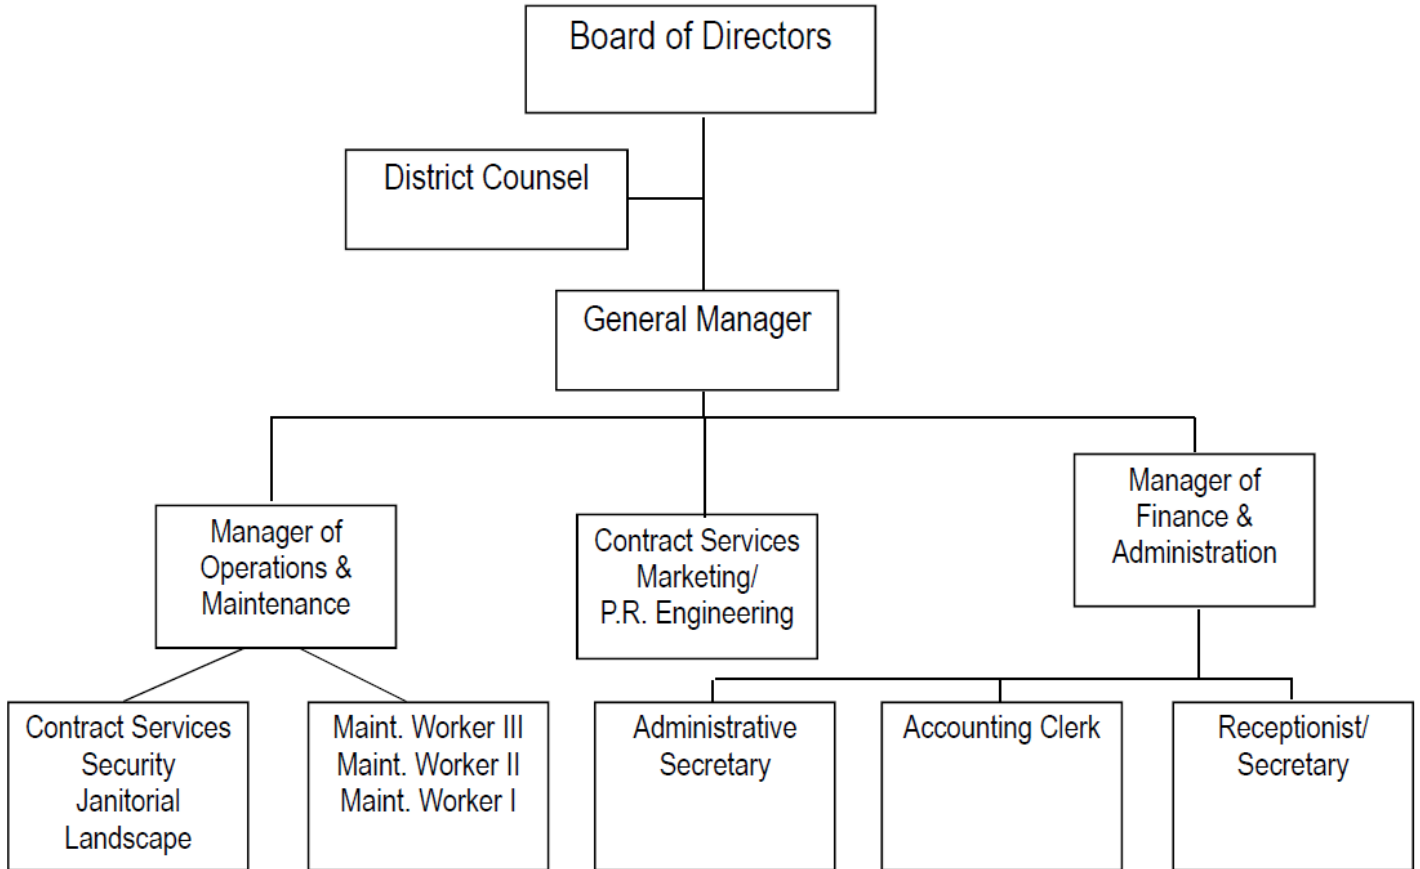 Board of Directors
District Counsel
General Manager
Manager of
Operations &
Maintenance
Contract Services
Marketing/
P.R. Engineering
Manager of
Finance &
Administration
Contract Services
Security
Janitorial
Landscape
Maint. Worker III
Maint. Worker II
Maint. Worker I
Administrative
Secretary
Accounting Clerk
Receptionist/
Secretary